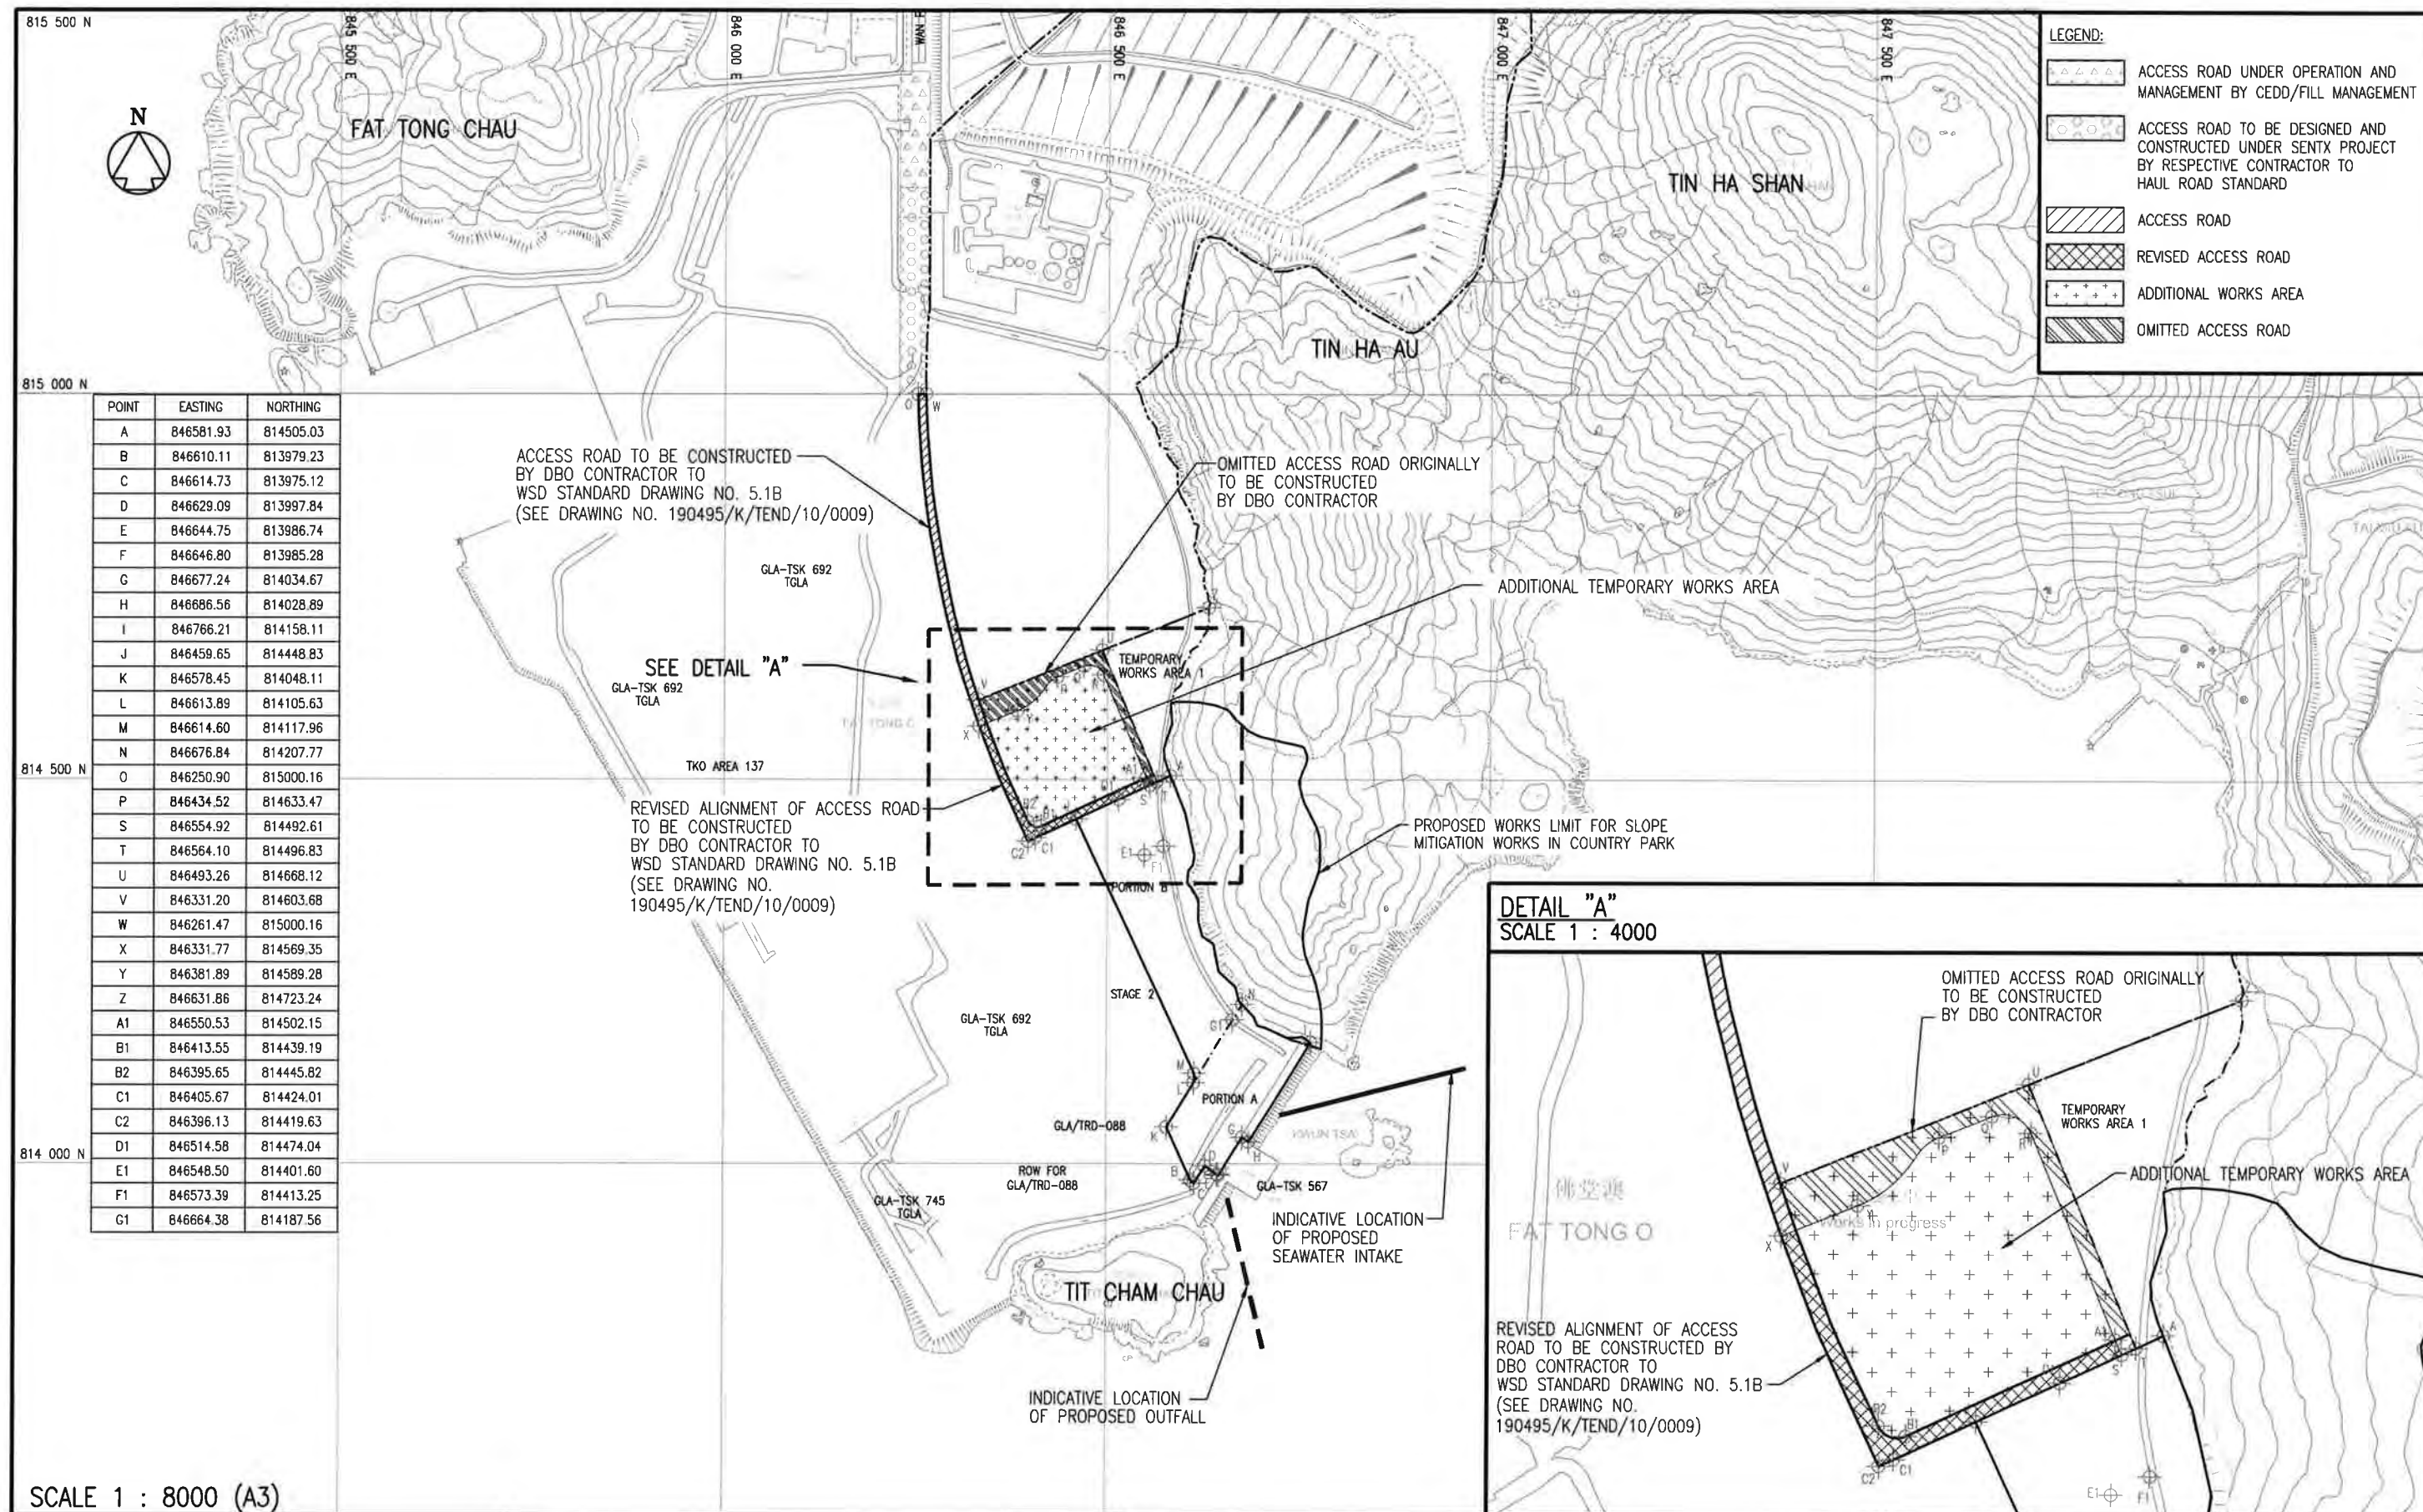 815 500 N
845 500 E
846 000 E
846 500 E
847 000 E
847 500 E
N
FAT TONG CHAU
TIN HA SHAN
TIN HA AU
LEGEND:
ACCESS ROAD UNDER OPERATION AND
MANAGEMENT BY CEDD/FILL MANAGEMENT
ACCESS ROAD TO BE DESIGNED AND
CONSTRUCTED UNDER SENTX PROJECT
BY RESPECTIVE CONTRACTOR TO
HAUL ROAD STANDARD
ACCESS ROAD
REVISED ACCESS ROAD
ADDITIONAL WORKS AREA
OMITTED ACCESS ROAD
815 000 N
POINT EASTING NORTHING
A 846581.93 814505.03
B 846610.11 813979.23
C 846614.73 813975.12
D 846629.09 813997.84
E 846644.75 813986.74
F 846646.80 813985.28
G 846677.24 814034.67
H 846686.56 814028.89
I 846766.21 814158.11
J 846459.65 814448.83
K 846578.45 814048.11
L 846613.89 814105.63
M 846614.60 814117.96
N 846676.84 814207.77
O 846250.90 815000.16
P 846434.52 814633.47
S 846554.92 814492.61
T 846564.10 814496.83
U 846493.26 814668.12
V 846331.20 814603.68
W 846261.47 815000.16
X 846331.77 814569.35
Y 846381.89 814589.28
Z 846631.86 814723.24
A1 846550.53 814502.15
B1 846413.55 814439.19
B2 846395.65 814445.82
C1 846405.67 814424.01
C2 846396.13 814419.63
D1 846514.58 814474.04
E1 846548.50 814401.60
F1 846573.39 814413.25
G1 846664.38 814187.56
814 500 N
814 000 N
O W
ACCESS ROAD TO BE CONSTRUCTED
BY DBO CONTRACTOR TO
WSD STANDARD DRAWING NO. 5.1B
(SEE DRAWING NO. 190495/K/TEND/10/0009)
OMITTED ACCESS ROAD ORIGINALLY
TO BE CONSTRUCTED
BY DBO CONTRACTOR
GLA-TSK 692
TGLA
ADDITIONAL TEMPORARY WORKS AREA
Z
SEE DETAIL "A"
U
TEMPORARY
WORKS AREA 1
GLA-TSK 692
TGLA
V
X
Y
TKO AREA 137
A
A1
S
T
REVISED ALIGNMENT OF ACCESS ROAD
TO BE CONSTRUCTED
BY DBO CONTRACTOR TO
WSD STANDARD DRAWING NO. 5.1B
(SEE DRAWING NO.
190495/K/TEND/10/0009)
B2
B1
C2
C1
E1
F1
PORTION B
PROPOSED WORKS LIMIT FOR SLOPE
MITIGATION WORKS IN COUNTRY PARK
STAGE 2
N
G1
GLA-TSK 692
TGLA
M
L
I
PORTION A
GLA/TRD-088
K
G
H
KWUN TSAI
D
B
C
ROW FOR
GLA/TRD-088
GLA-TSK 567
GLA-TSK 745
TGLA
INDICATIVE LOCATION
OF PROPOSED
SEAWATER INTAKE
TIT CHAM CHAU
INDICATIVE LOCATION
OF PROPOSED OUTFALL
SCALE 1 : 8000 (A3)
DETAIL "A"
SCALE 1 : 4000
OMITTED ACCESS ROAD ORIGINALLY
TO BE CONSTRUCTED
BY DBO CONTRACTOR
U
TEMPORARY
WORKS AREA 1
Q
P
R
V
ADDITIONAL TEMPORARY WORKS AREA
佛堂澳
FAT TONG O
Works in progress
X
Y
REVISED ALIGNMENT OF ACCESS
ROAD TO BE CONSTRUCTED BY
DBO CONTRACTOR TO
WSD STANDARD DRAWING NO. 5.1B
(SEE DRAWING NO.
190495/K/TEND/10/0009)
A
A1
S
T
B2
B1
C2
C1
E1
F1